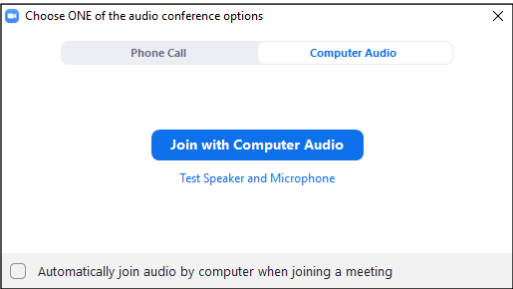 Choose ONE of the audio conference options
Phone Call
Computer Audio
Join with Computer Audio
Test Speaker and Microphone
Automatically join audio by computer when joining a meeting